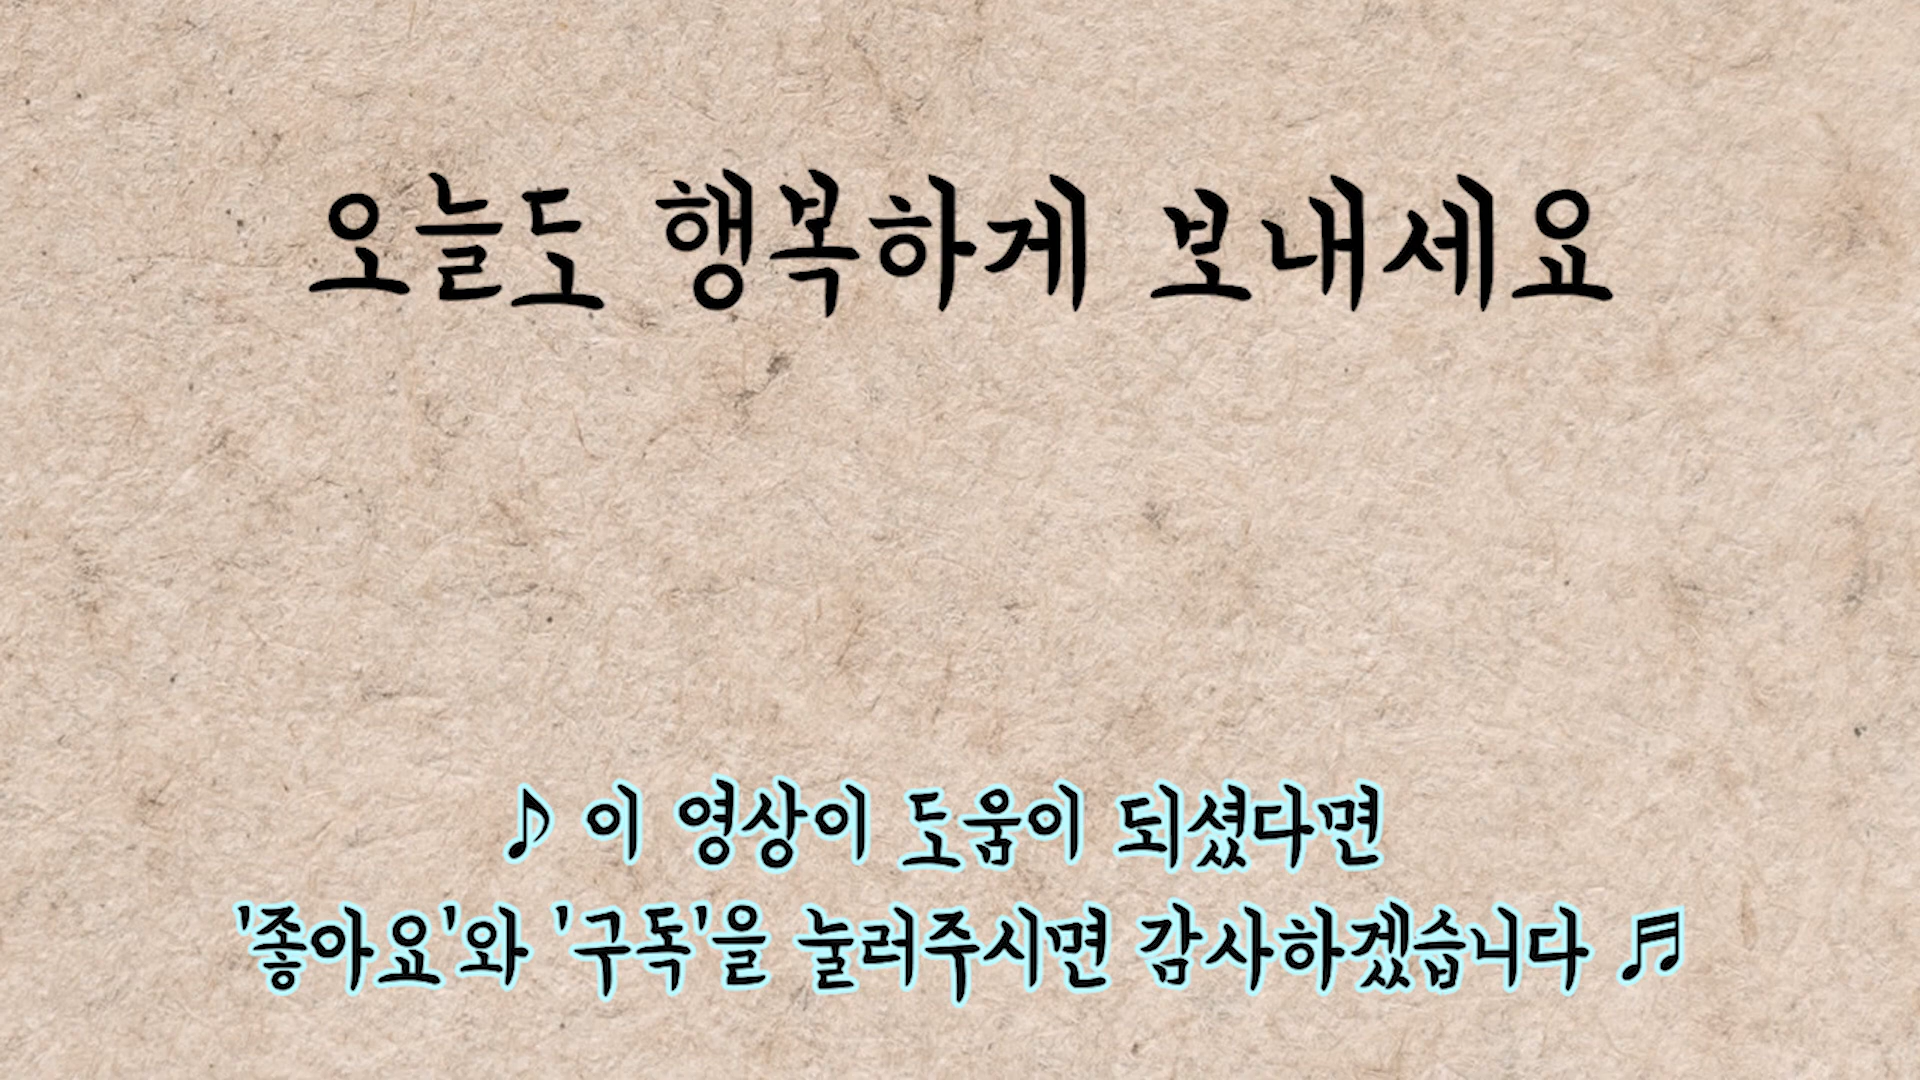 오늘도 행복하게 보내세요
♪ 이 영상이 도움이 되셨다면
'좋아요'와 '구독'을 눌러주시면 감사하겠습니다 ♬